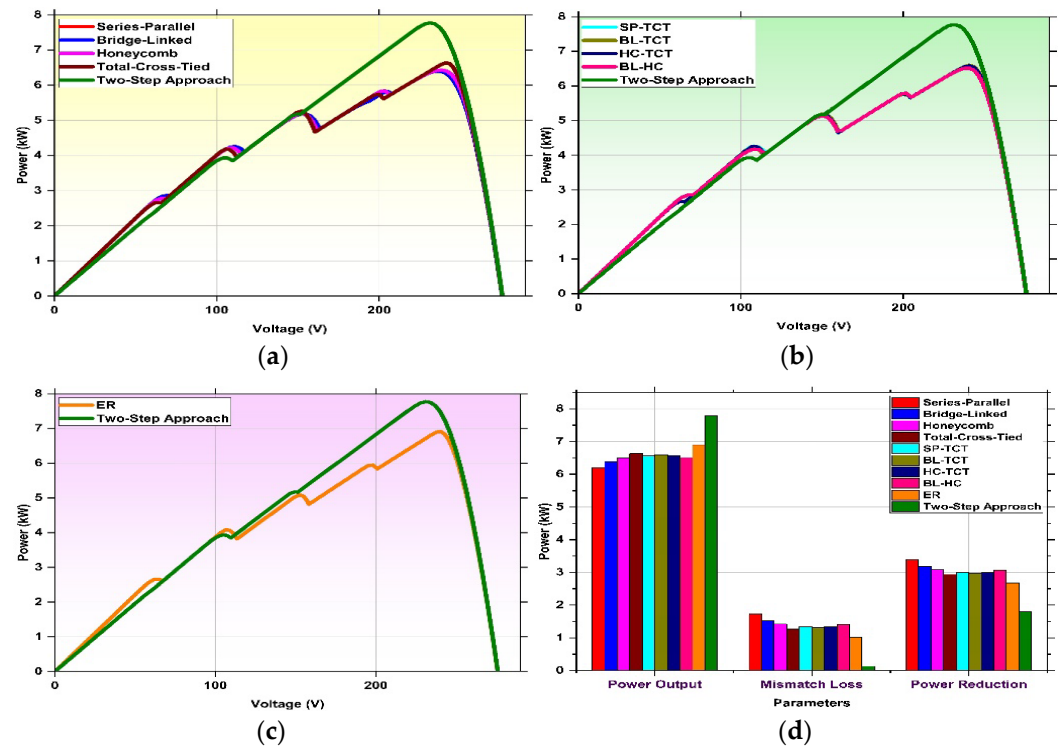 8
7
6
5
4
3
2
1
0
Power (kW)
Series-Parallel
Bridge-Linked
Honeycomb
Total-Cross-Tied
Two-Step Approach
0
100
200
Voltage (V)
(a)
8
7
6
5
4
3
2
1
0
Power (kW)
SP-TCT
BL-TCT
HC-TCT
BL-HC
Two-Step Approach
0
100
200
Voltage (V)
(b)
8
7
6
5
4
3
2
1
0
Power (kW)
ER
Two-Step Approach
0
100
200
Voltage (V)
(c)
8
7
6
5
4
3
2
1
0
Power (kW)
Series-Parallel
Bridge-Linked
Honeycomb
Total-Cross-Tied
SP-TCT
BL-TCT
HC-TCT
BL-HC
ER
Two-Step Approach
Power Output
Mismatch Loss
Power Reduction
Parameters
(d)